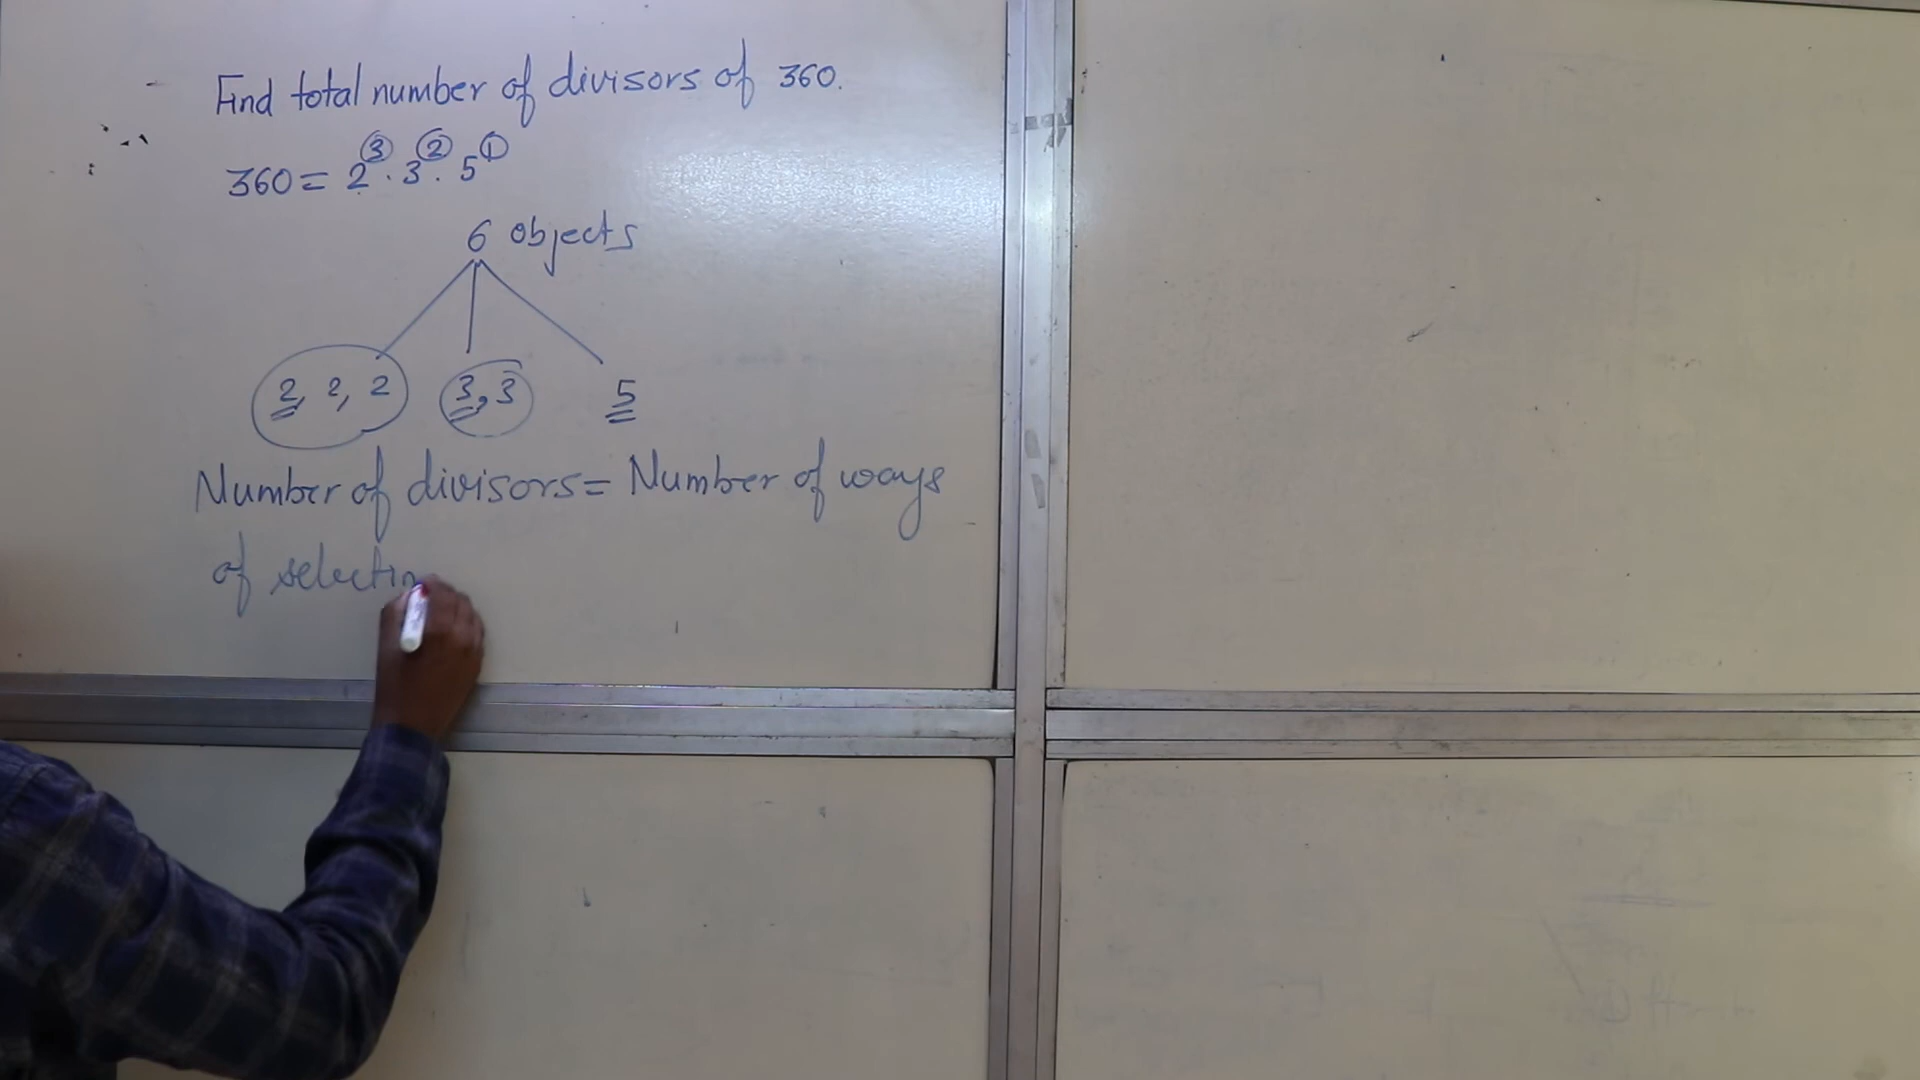 Find total number of divisors of 360.
360 = 2³ · 3² · 5¹
6 objects
2, 2, 2 3, 3 5
Number of divisors = Number of ways
of selectin